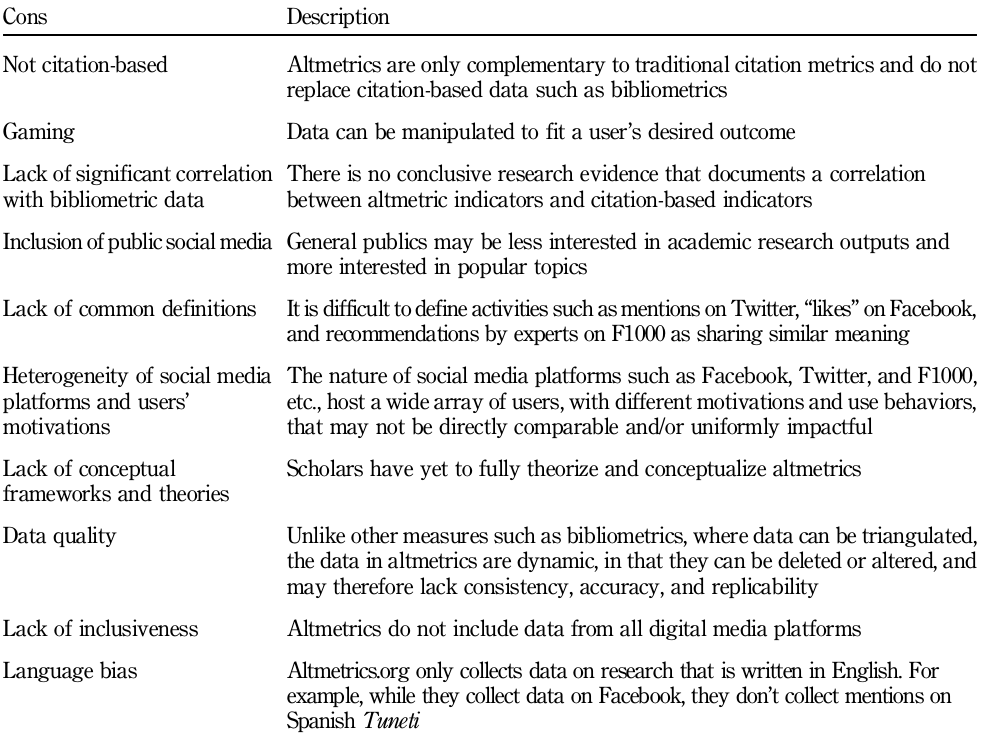 Cons Description
Not citation-based Altmetrics are only complementary to traditional citation metrics and do not
replace citation-based data such as bibliometrics
Gaming Data can be manipulated to fit a user's desired outcome
Lack of significant correlation There is no conclusive research evidence that documents a correlation
with bibliometric data between altmetric indicators and citation-based indicators
Inclusion of public social media General publics may be less interested in academic research outputs and
more interested in popular topics
Lack of common definitions It is difficult to define activities such as mentions on Twitter, “likes” on Facebook,
and recommendations by experts on F1000 as sharing similar meaning
Heterogeneity of social media The nature of social media platforms such as Facebook, Twitter, and F1000,
platforms and users' etc., host a wide array of users, with different motivations and use behaviors,
motivations that may not be directly comparable and/or uniformly impactful
Lack of conceptual Scholars have yet to fully theorize and conceptualize altmetrics
frameworks and theories
Data quality Unlike other measures such as bibliometrics, where data can be triangulated,
the data in altmetrics are dynamic, in that they can be deleted or altered, and
may therefore lack consistency, accuracy, and replicability
Lack of inclusiveness Altmetrics do not include data from all digital media platforms
Language bias Altmetrics.org only collects data on research that is written in English. For
example, while they collect data on Facebook, they don't collect mentions on
Spanish Tuneti